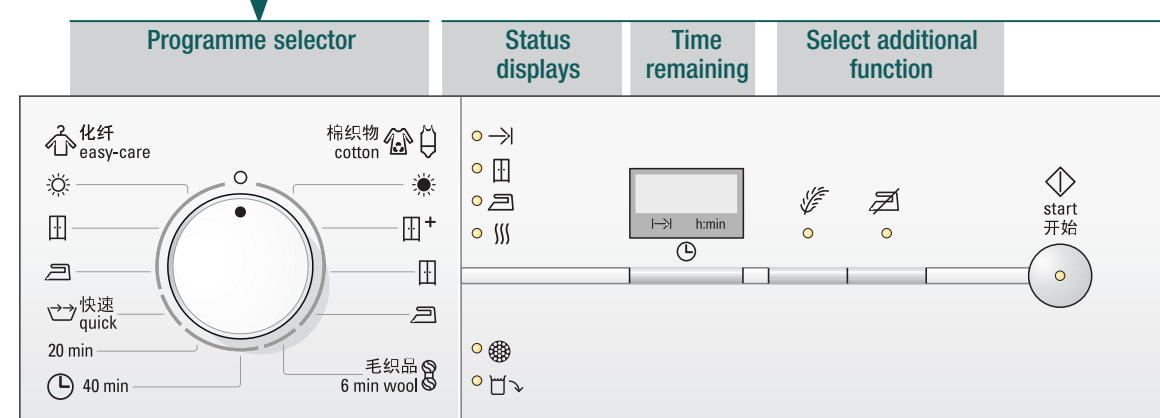 Programme selector
Status displays
Time remaining
Select additional function
化纤
easy-care
棉织物
cotton
+
h:min
start
开始
快速
quick
20 min
40 min
毛织品
6 min wool